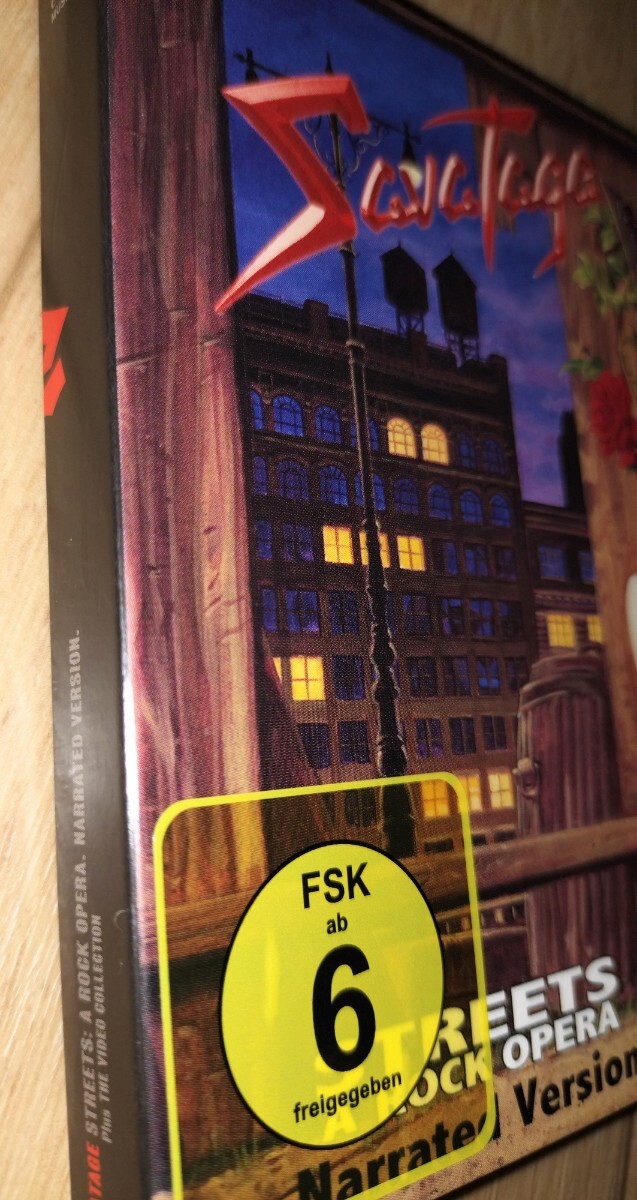 SavaTage
FSK
ab
6
freigegeben
STREETS
A ROCK OPERA
Narrated Version
TAGE STREETS: A ROCK OPERA. NARRATED VERSION.
Plus THE VIDEO COLLECTION